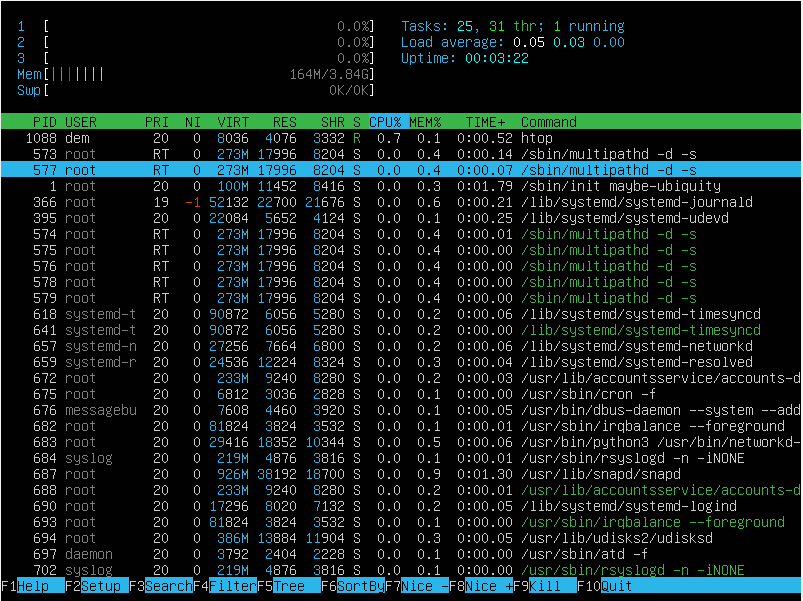 1 [ 0.0%] Tasks: 25, 31 thr; 1 running
2 [ 0.0%] Load average: 0.05 0.03 0.00
3 [ 0.0%] Uptime: 00:03:22
Mem[||||||| 164M/3.84G]
Swp[ 0K/0K]
PID USER PRI NI VIRT RES SHR S CPU% MEM% TIME+ Command
1088 dem 20 0 8036 4076 3332 R 0.7 0.1 0:00.52 htop
573 root RT 0 273M 17996 8204 S 0.0 0.4 0:00.14 /sbin/multipathd -d -s
577 root RT 0 273M 17996 8204 S 0.0 0.4 0:00.07 /sbin/multipathd -d -s
1 root 20 0 100M 11452 8416 S 0.0 0.3 0:01.79 /sbin/init maybe-ubiquity
366 root 19 -1 52132 22700 21676 S 0.0 0.6 0:00.21 /lib/systemd/systemd-journald
395 root 20 0 22084 5652 4124 S 0.0 0.1 0:00.25 /lib/systemd/systemd-udevd
574 root RT 0 273M 17996 8204 S 0.0 0.4 0:00.00 /sbin/multipathd -d -s
575 root RT 0 273M 17996 8204 S 0.0 0.4 0:00.01 /sbin/multipathd -d -s
576 root RT 0 273M 17996 8204 S 0.0 0.4 0:00.00 /sbin/multipathd -d -s
578 root RT 0 273M 17996 8204 S 0.0 0.4 0:00.00 /sbin/multipathd -d -s
579 root RT 0 273M 17996 8204 S 0.0 0.4 0:00.00 /sbin/multipathd -d -s
618 systemd-t 20 0 90872 6056 5280 S 0.0 0.2 0:00.06 /lib/systemd/systemd-timesyncd
641 systemd-t 20 0 90872 6056 5280 S 0.0 0.2 0:00.00 /lib/systemd/systemd-timesyncd
657 systemd-n 20 0 27256 7664 6800 S 0.0 0.2 0:00.06 /lib/systemd/systemd-networkd
659 systemd-r 20 0 24536 12224 8324 S 0.0 0.3 0:00.04 /lib/systemd/systemd-resolved
672 root 20 0 233M 9240 8280 S 0.0 0.2 0:00.03 /usr/lib/accountsservice/accounts-d
675 root 20 0 6812 3036 2828 S 0.0 0.1 0:00.00 /usr/sbin/cron -f
676 messagebu 20 0 7608 4460 3920 S 0.0 0.1 0:00.05 /usr/bin/dbus-daemon --system --add
682 root 20 0 81824 3824 3532 S 0.0 0.1 0:00.01 /usr/sbin/irqbalance --foreground
683 root 20 0 29416 18352 10344 S 0.0 0.5 0:00.06 /usr/bin/python3 /usr/bin/networkd-
684 syslog 20 0 219M 4876 3816 S 0.0 0.1 0:00.01 /usr/sbin/rsyslogd -n -iNONE
687 root 20 0 926M 38192 18700 S 0.0 0.9 0:01.30 /usr/lib/snapd/snapd
688 root 20 0 233M 9240 8280 S 0.0 0.2 0:00.01 /usr/lib/accountsservice/accounts-d
690 root 20 0 17296 8020 7132 S 0.0 0.2 0:00.05 /lib/systemd/systemd-logind
693 root 20 0 81824 3824 3532 S 0.0 0.1 0:00.00 /usr/sbin/irqbalance --foreground
694 root 20 0 386M 13884 11904 S 0.0 0.3 0:00.04 /usr/lib/udisks2/udisksd
697 daemon 20 0 3792 2404 2228 S 0.0 0.1 0:00.00 /usr/sbin/atd -f
702 syslog 20 0 219M 4876 3816 S 0.0 0.1 0:00.00 /usr/sbin/rsyslogd -n -iNONE
F1Help F2Setup F3SearchF4FilterF5Tree F6SortByF7Nice -F8Nice +F9Kill F10Quit